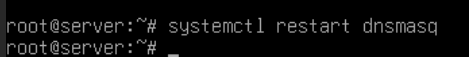 root@server:~# systemctl restart dnsmasq
root@server:~# _